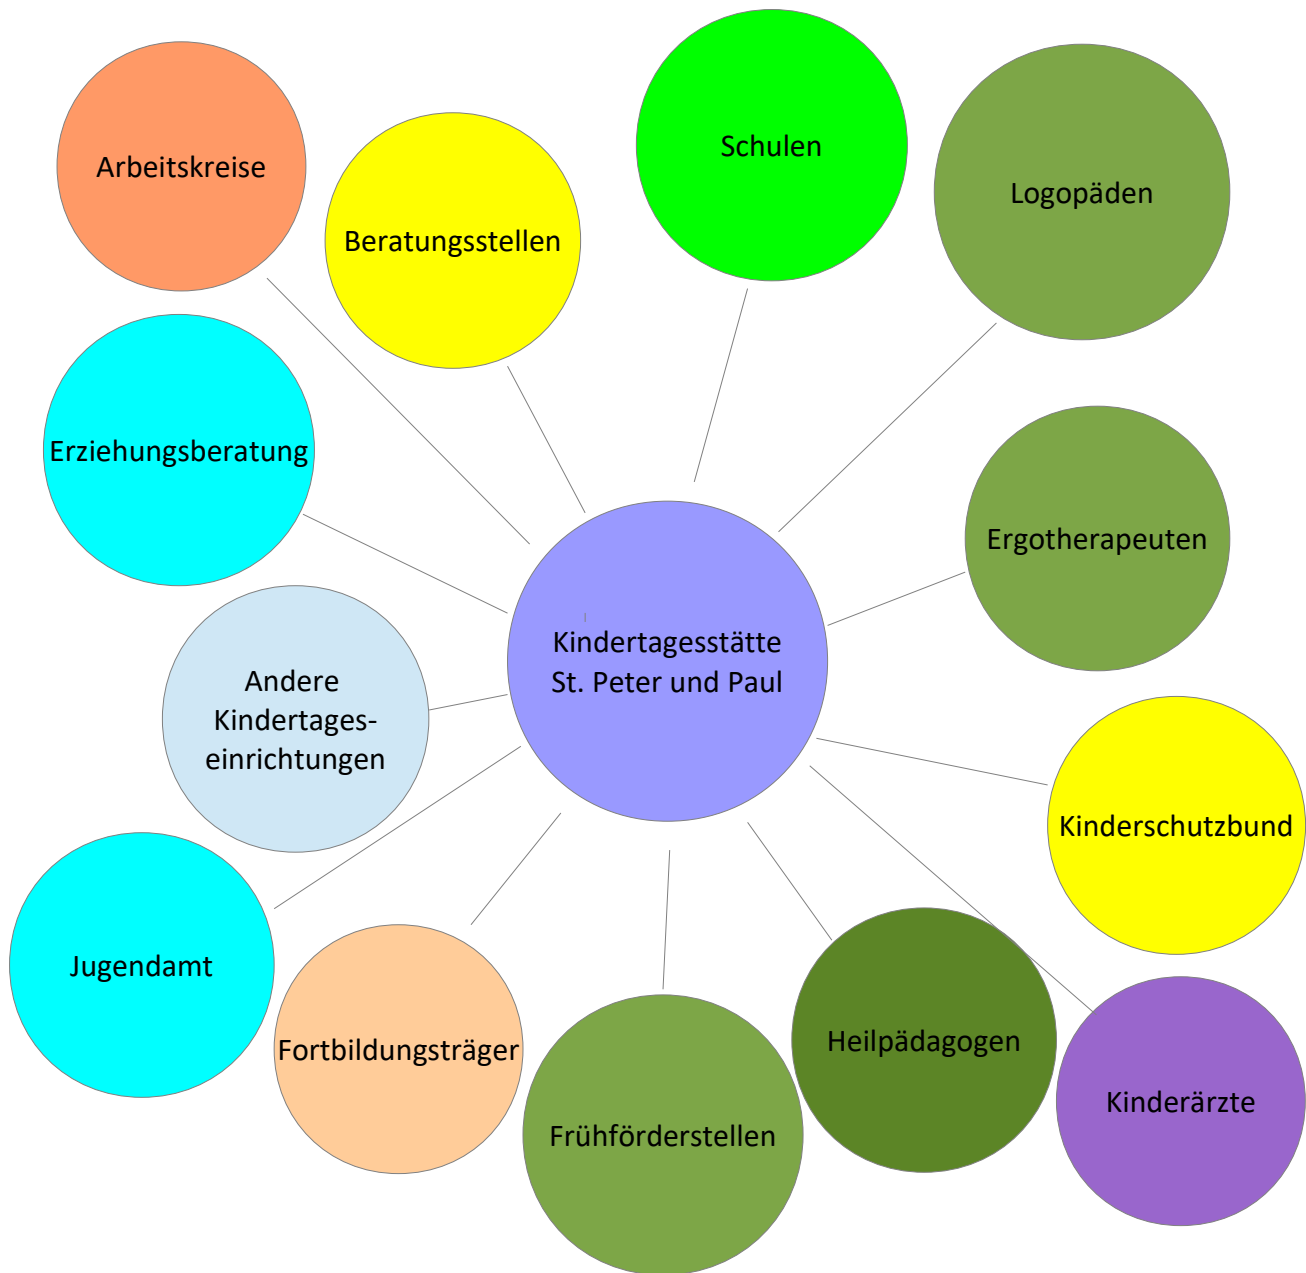 Schulen
Arbeitskreise
Logopäden
Beratungsstellen
Erziehungsberatung
Ergotherapeuten
Kindertagesstätte
St. Peter und Paul
Andere
Kindertages-
einrichtungen
Kinderschutzbund
Jugendamt
Fortbildungsträger
Heilpädagogen
Kinderärzte
Frühförderstellen